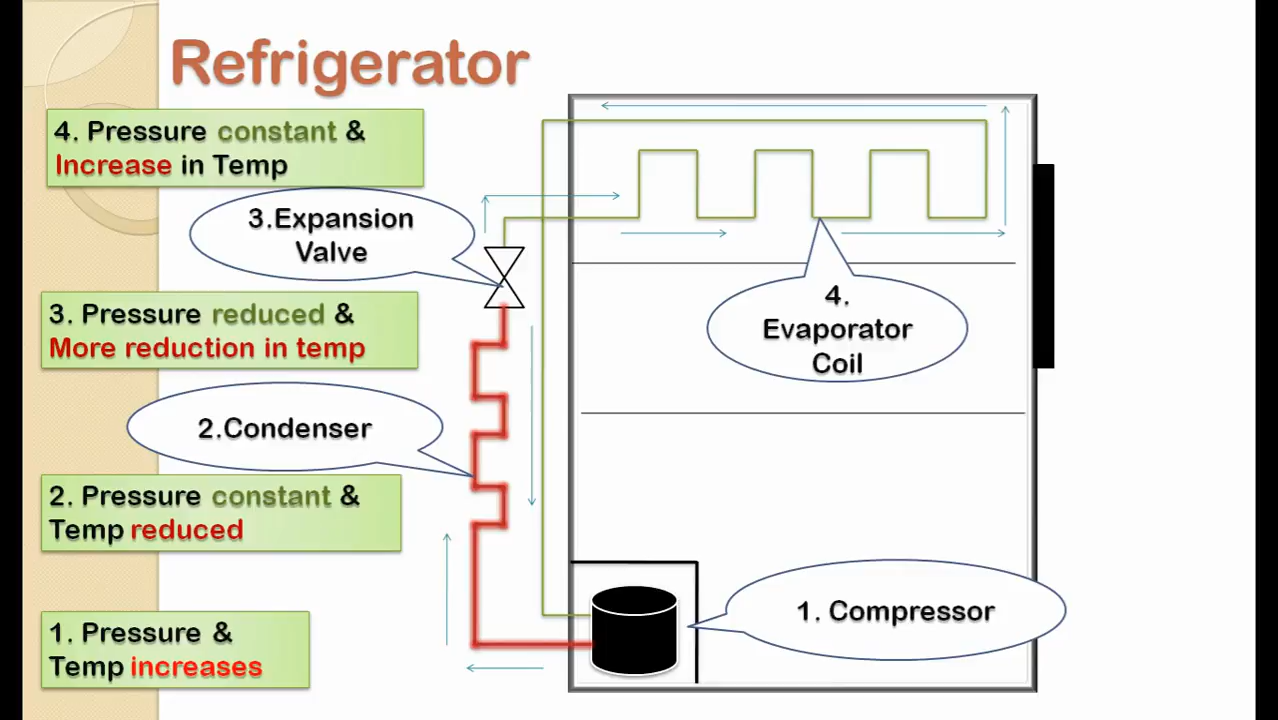 Refrigerator
4. Pressure constant &
Increase in Temp
3.Expansion
Valve
3. Pressure reduced &
More reduction in temp
4.
Evaporator
Coil
2.Condenser
2. Pressure constant &
Temp reduced
1. Compressor
1. Pressure &
Temp increases